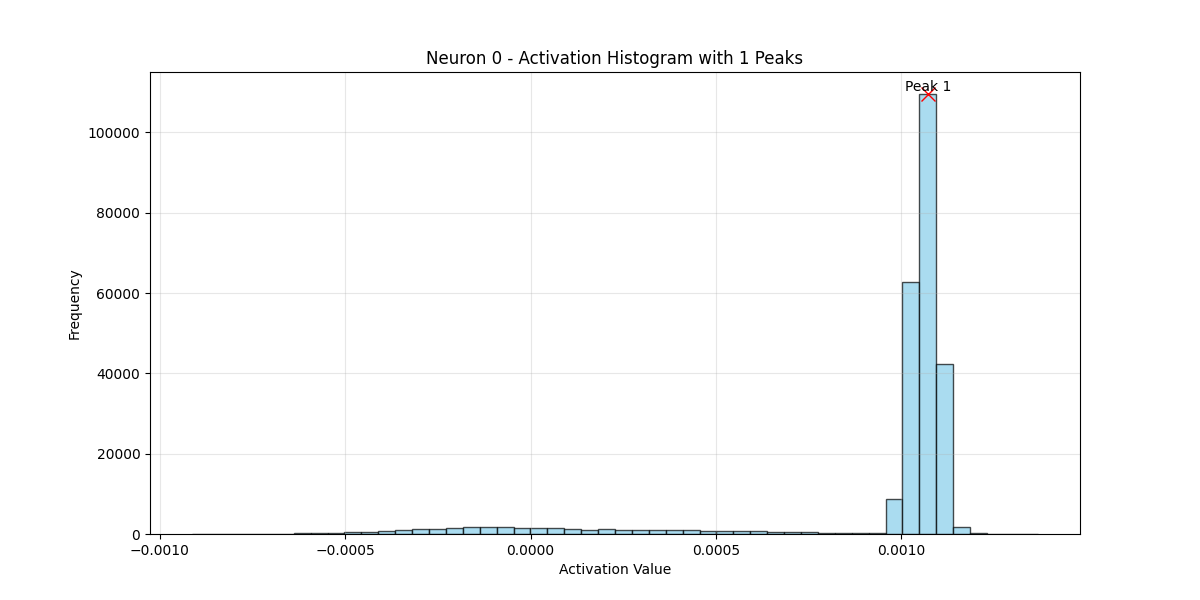 Neuron 0 - Activation Histogram with 1 Peaks
Peak 1
100000
80000
60000
40000
20000
0
Frequency
−0.0010
−0.0005
0.0000
0.0005
0.0010
Activation Value